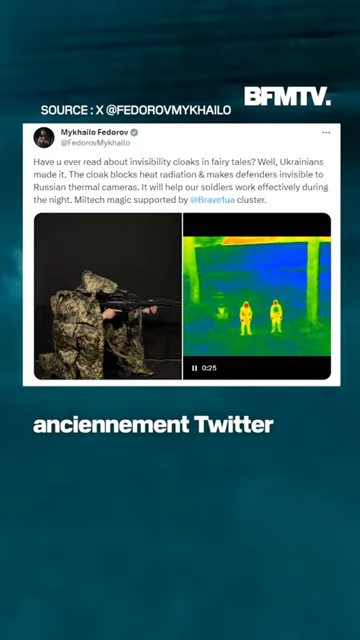 BFMTV.
SOURCE : X @FEDOROVMYKHAILO
Mykhailo Fedorov
@FedorovMykhailo
Have u ever read about invisibility cloaks in fairy tales? Well, Ukrainians
made it. The cloak blocks heat radiation & makes defenders invisible to
Russian thermal cameras. It will help our soldiers work effectively during
the night. Miltech magic supported by @Brave1ua cluster.
0:25
anciennement Twitter